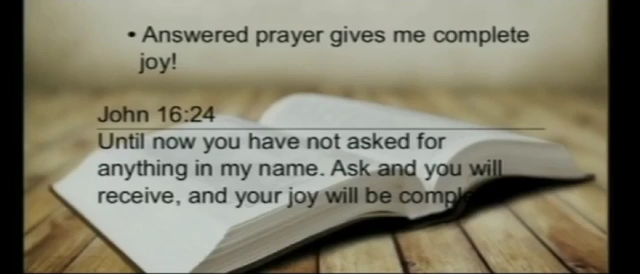 • Answered prayer gives me complete
joy!
John 16:24
Until now you have not asked for
anything in my name. Ask and you will
receive, and your joy will be